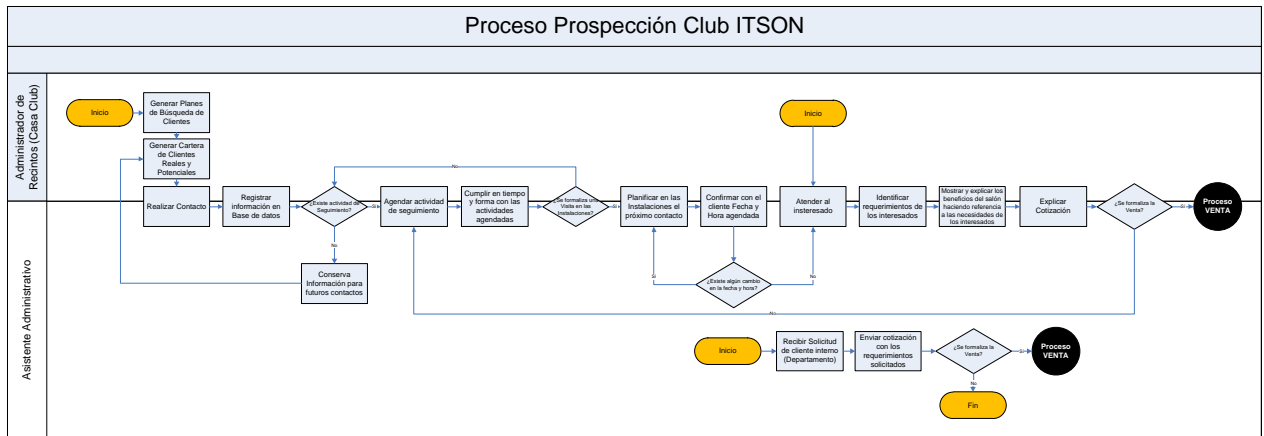 Proceso Prospección Club ITSON
Administrador de
Recintos (Casa Club)
Inicio
Generar Planes
de Búsqueda de
Clientes
Generar Cartera
de Clientes
Reales y
Potenciales
Realizar Contacto
Registrar
información en
Base de datos
¿Existe actividad de
Seguimiento?
Si
No
Conserva
Información para
futuros contactos
Agendar actividad
de seguimiento
Cumplir en tiempo
y forma con las
actividades
agendadas
¿Se formaliza una
Visita en las
Instalaciones?
No
Si
Planificar en las
Instalaciones el
próximo contacto
Confirmar con el
cliente Fecha y
Hora agendada
¿Existe algún cambio
en la fecha y hora?
Si
No
Inicio
Atender al
insteresado
Identificar
requerimientos de
los interesados
Mostrar y explicar los
beneficios del salón
haciendo referencia
a las necesidades de
los interesados
Explicar
Cotización
¿Se formaliza la
Venta?
Si
No
Proceso
VENTA
Asistente Administrativo
Inicio
Recibir Solicitud
de cliente interno
(Departamento)
Enviar cotización
con los
requerimientos
solicitados
¿Se formaliza la
Venta?
Si
Proceso
VENTA
No
Fin